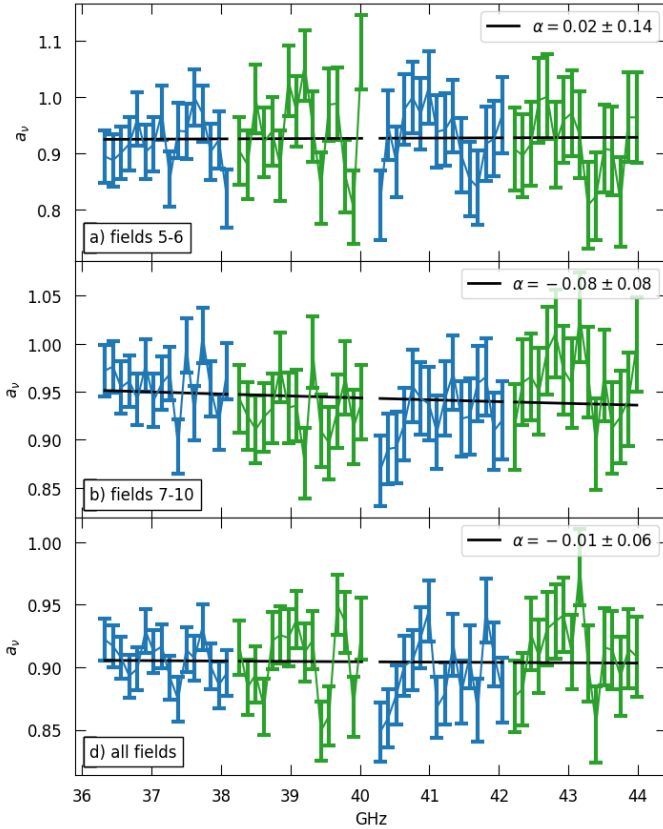 1.1
1.0
0.9
0.8
a_ν
α = 0.02 ± 0.14
a) fields 5-6
1.05
1.00
0.95
0.90
0.85
a_ν
α = − 0.08 ± 0.08
b) fields 7-10
1.00
0.95
0.90
0.85
a_ν
α = − 0.01 ± 0.06
d) all fields
36 37 38 39 40 41 42 43 44
GHz